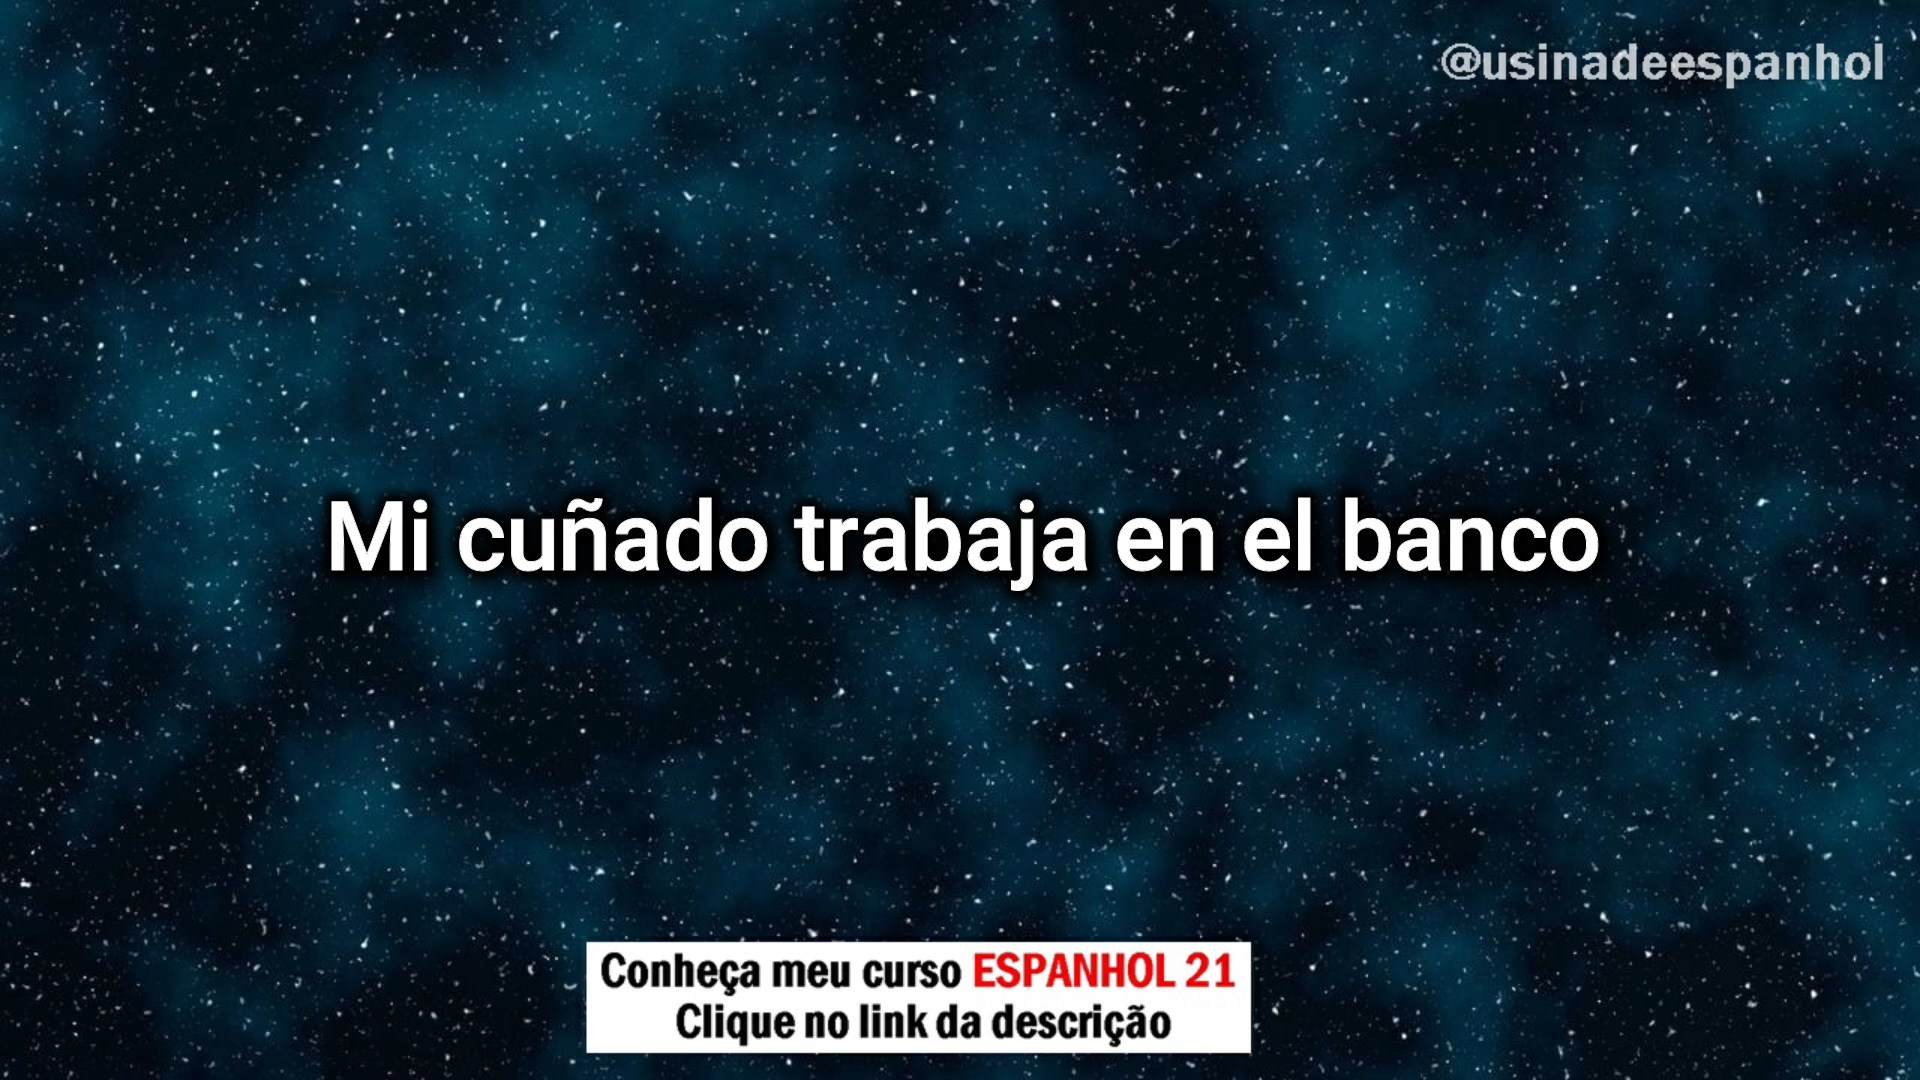 @usinadeespanhol
Mi cuñado trabaja en el banco
Conheça meu curso ESPANHOL 21
Clique no link da descrição